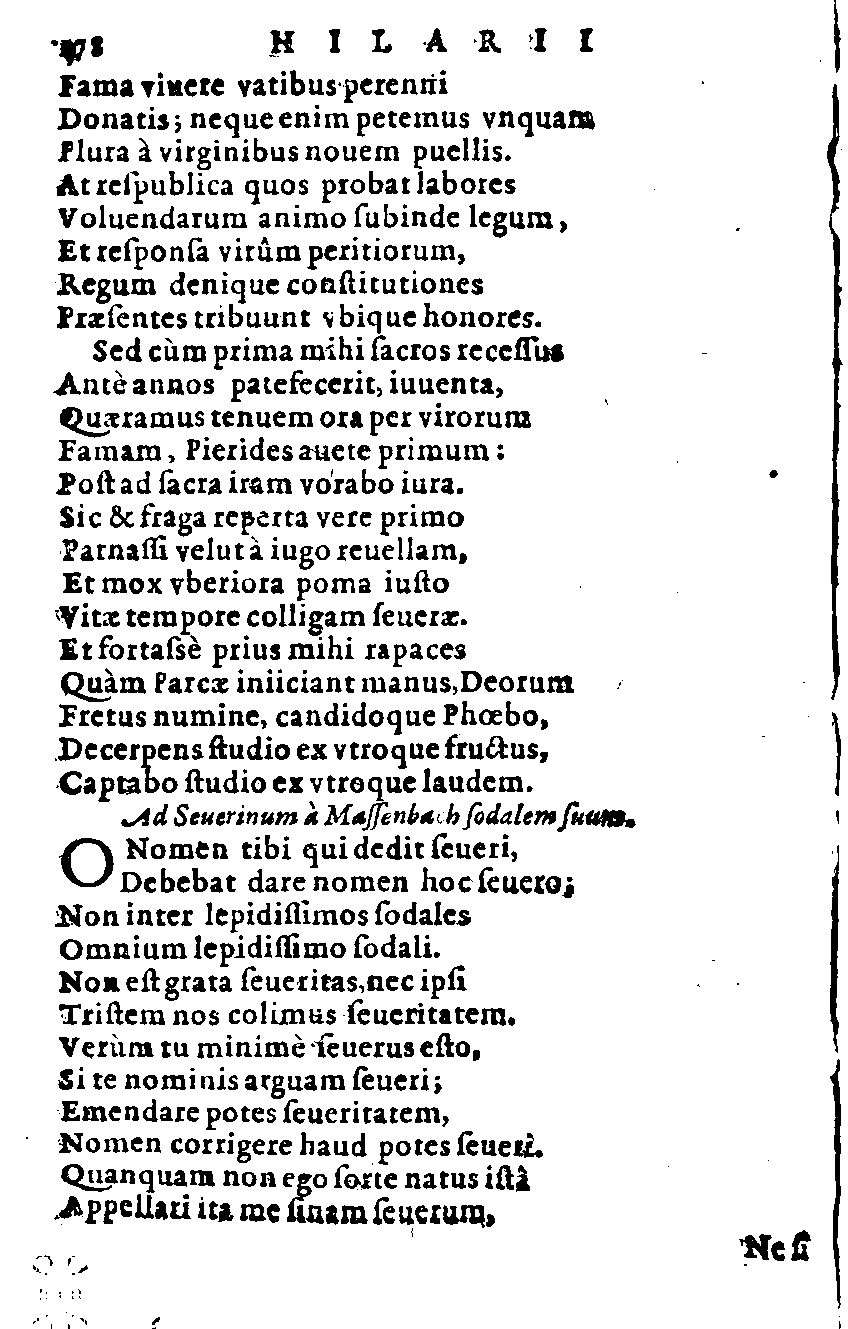 HILARII
Fama viuere vatibus perenni
Donatis; neque enim petemus vnquam
Plura à virginibus nouem puellis.
At reſpublica quos probat labores
Voluendarum animo ſubinde legum,
Et reſponſa virûm peritiorum,
Regum denique conſtitutiones
Præſentes tribuunt vbique honores.
Sed cùm prima mihi ſacros receſſus
Antè annos patefecerit, iuuenta,
Quæramus tenuem ora per virorum
Famam, Pierides auete primum:
Poſt ad ſacra iram vorabo iura.
Sic & fraga reperta vere primo
Parnaſſi velut à iugo reuellam,
Et mox vberiora poma iuſto
Vitæ tempore colligam ſeueræ.
Et fortaſsè prius mihi rapaces
Quàm Parcæ iniiciant manus, Deorum
Fretus numine, candidoque Phœbo,
Decerpens ſtudio ex vtroque fructus,
Captabo ſtudio ex vtroque laudem.
Ad Seuerinum à Maſſenbach ſodalem ſuum.
O Nomen tibi qui dedit ſeueri,
Debebat dare nomen hoc ſeuero;
Non inter lepidiſſimos ſodales
Omnium lepidiſſimo ſodali.
Non eſt grata ſeueritas, nec ipſi
Triſtem nos colimus ſeueritatem.
Verùm tu minimè ſeuerus eſto,
Si te nominis arguam ſeueri;
Emendare potes ſeueritatem,
Nomen corrigere haud potes ſeueri.
Quanquam non ego ſorte natus iſtâ
Appellari ita me ſinam ſeuerum,
Ne ſi